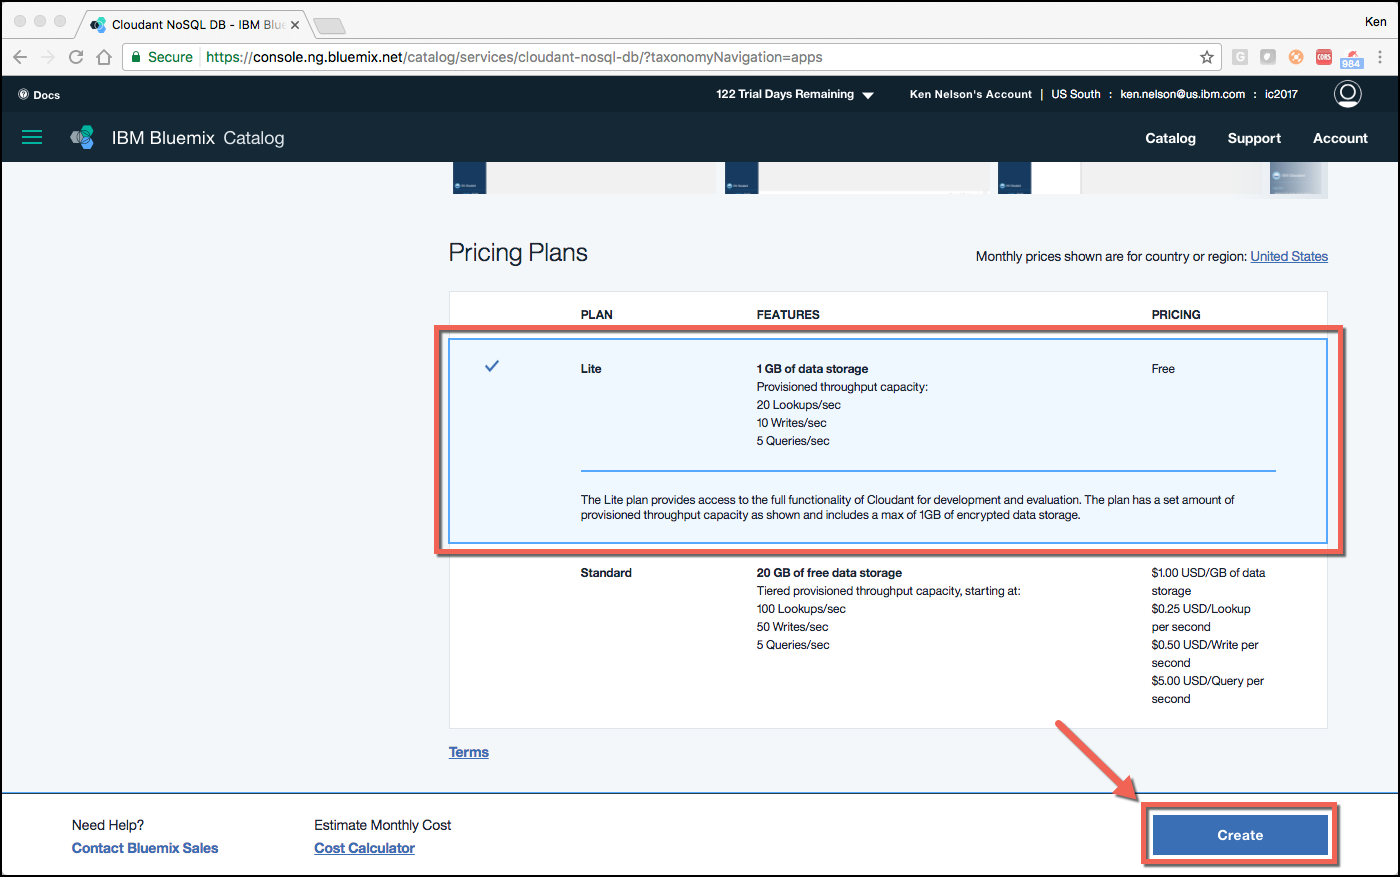 Cloudant NoSQL DB - IBM Blu
Ken
Secure https://console.ng.bluemix.net/catalog/services/cloudant-nosql-db/?taxonomyNavigation=apps
G
CORS
984
Docs
122 Trial Days Remaining
Ken Nelson's Account | US South : ken.nelson@us.ibm.com : ic2017
IBM Bluemix Catalog
Catalog Support Account
Pricing Plans
Monthly prices shown are for country or region: United States
PLAN FEATURES PRICING
Lite 1 GB of data storage Free
Provisioned throughput capacity:
20 Lookups/sec
10 Writes/sec
5 Queries/sec
The Lite plan provides access to the full functionality of Cloudant for development and evaluation. The plan has a set amount of
provisioned throughput capacity as shown and includes a max of 1GB of encrypted data storage.
Standard 20 GB of free data storage $1.00 USD/GB of data
Tiered provisioned throughput capacity, starting at: storage
100 Lookups/sec $0.25 USD/Lookup
50 Writes/sec per second
5 Queries/sec $0.50 USD/Write per
second
$5.00 USD/Query per
second
Terms
Need Help? Estimate Monthly Cost
Contact Bluemix Sales Cost Calculator
Create